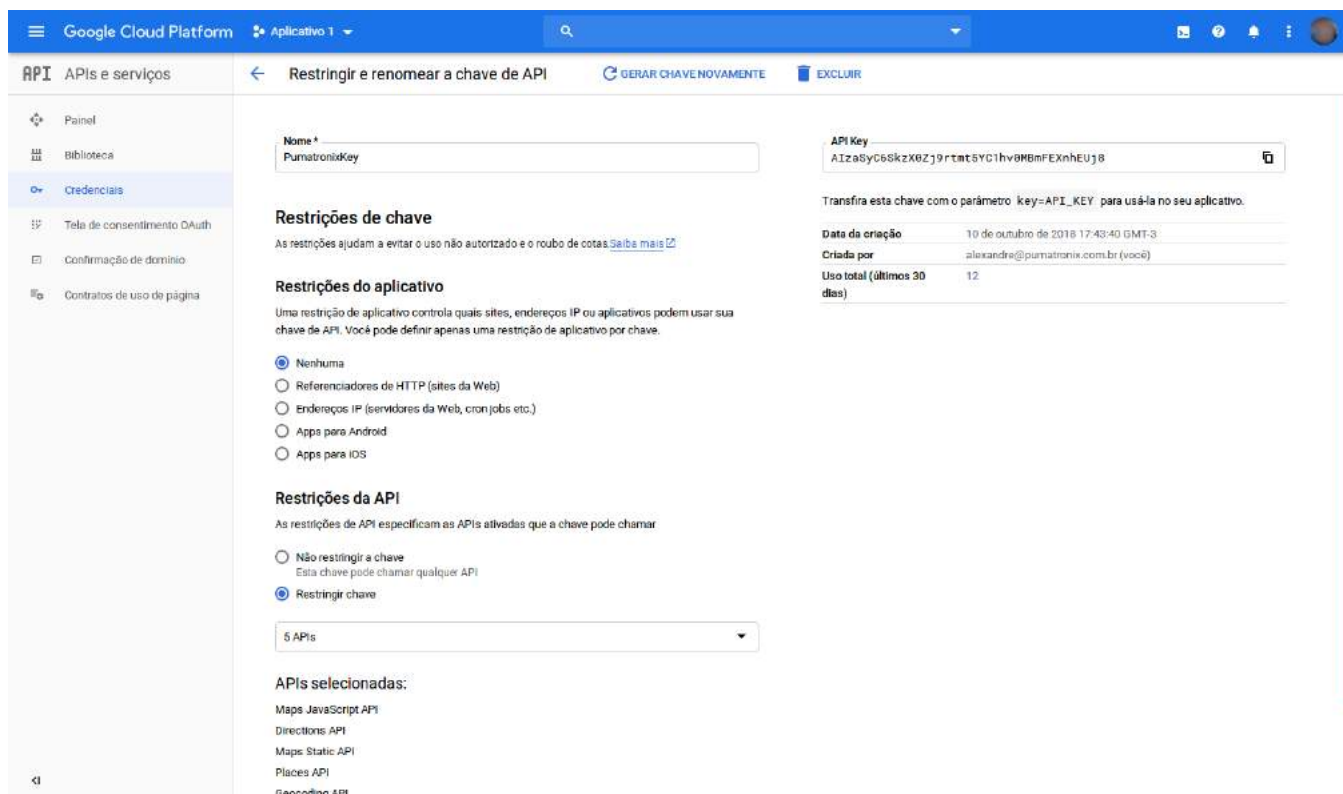 Google Cloud Platform
Aplicativo 1
API APIs e serviços
Restringir e renomear a chave de API
GERAR CHAVE NOVAMENTE
EXCLUIR
Painel
Biblioteca
Credenciais
Tela de consentimento OAuth
Confirmação de domínio
Contratos de uso de página
Nome *
PumatronixKey
Restrições de chave
As restrições ajudam a evitar o uso não autorizado e o roubo de cotas.Saiba mais
Restrições do aplicativo
Uma restrição de aplicativo controla quais sites, endereços IP ou aplicativos podem usar sua
chave de API. Você pode definir apenas uma restrição de aplicativo por chave.
Nenhuma
Referenciadores de HTTP (sites da Web)
Endereços IP (servidores da Web, cron jobs etc.)
Apps para Android
Apps para iOS
Restrições da API
As restrições de API especificam as APIs ativadas que a chave pode chamar
Não restringir a chave
Esta chave pode chamar qualquer API
Restringir chave
5 APIs
APIs selecionadas:
Maps JavaScript API
Directions API
Maps Static API
Places API
Geocoding API
API Key
Transfira esta chave com o parâmetro key=API_KEY para usá-la no seu aplicativo.
Data da criação 10 de outubro de 2018 17:43:40 GMT-3
Criada por alexandre@pumatronix.com.br (você)
Uso total (últimos 30 12
dias)